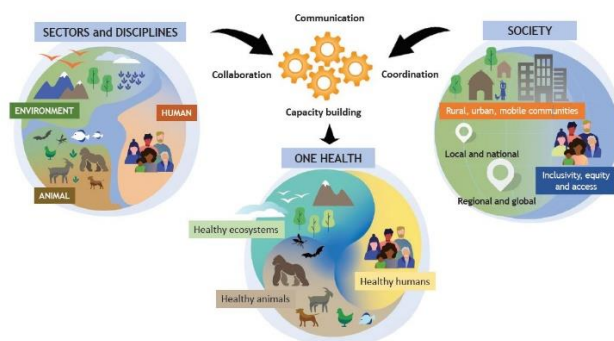 SECTORS and DISCIPLINES
ENVIRONMENT
HUMAN
ANIMAL
Communication
Collaboration
Coordination
Capacity building
SOCIETY
Rural, urban, mobile communities
Local and national
Inclusivity, equity
and access
Regional and global
ONE HEALTH
Healthy ecosystems
Healthy humans
Healthy animals